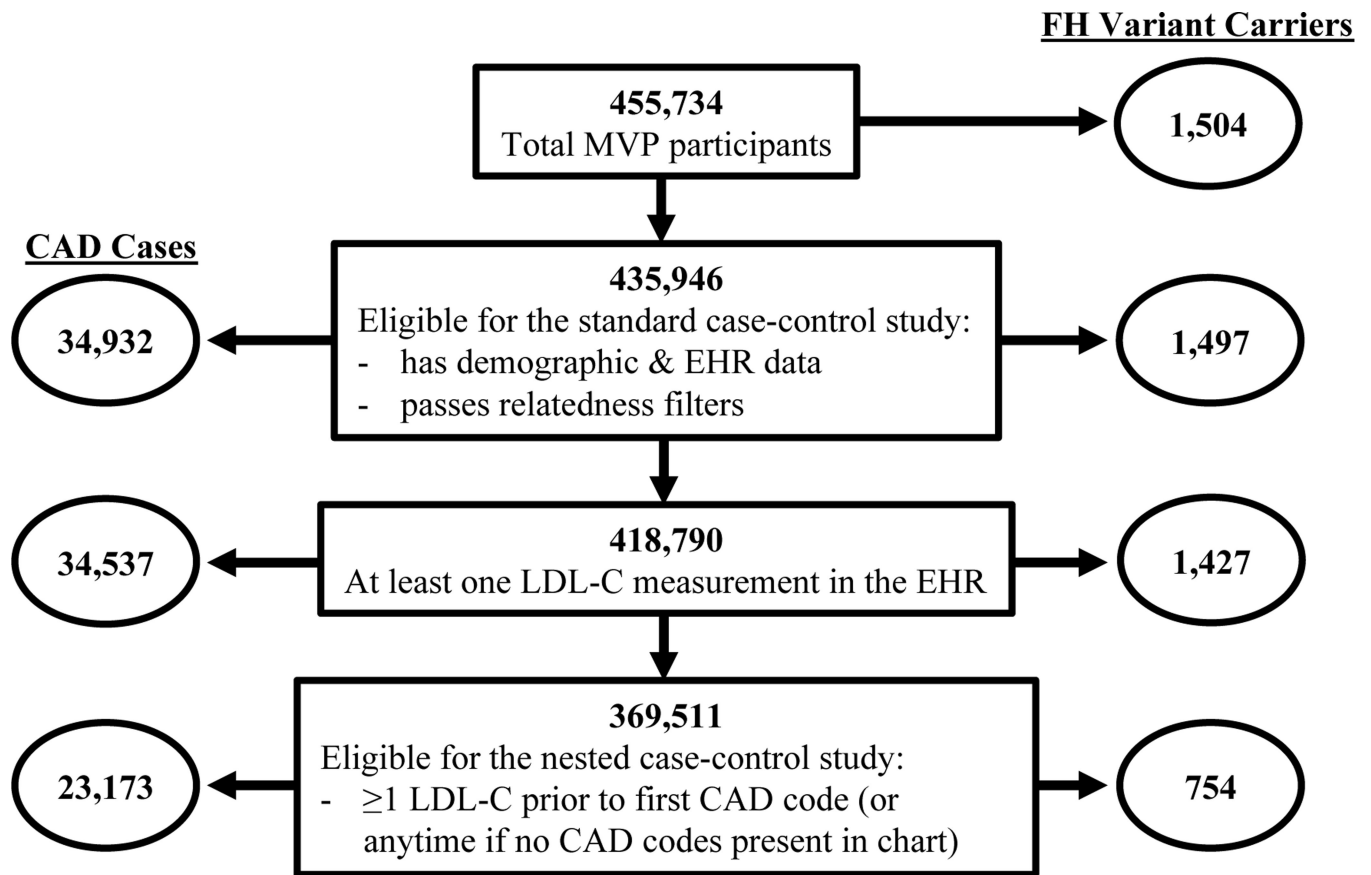 FH Variant Carriers
455,734
Total MVP participants
1,504
CAD Cases
435,946
Eligible for the standard case-control study:
- has demographic & EHR data
- passes relatedness filters
34,932
1,497
418,790
At least one LDL-C measurement in the EHR
34,537
1,427
369,511
Eligible for the nested case-control study:
- ≥1 LDL-C prior to first CAD code (or
anytime if no CAD codes present in chart)
23,173
754